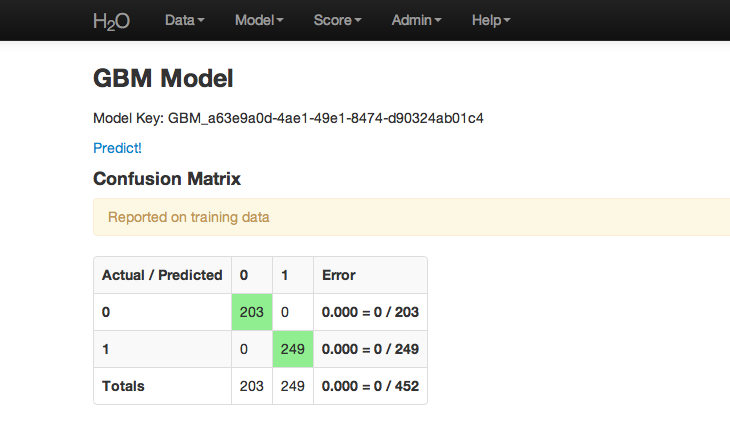 H2O Data Model Score Admin Help
GBM Model
Model Key: GBM_a63e9a0d-4ae1-49e1-8474-d90324ab01c4
Predict!
Confusion Matrix
Reported on training data
Actual / Predicted 0 1 Error
0 203 0 0.000 = 0 / 203
1 0 249 0.000 = 0 / 249
Totals 203 249 0.000 = 0 / 452